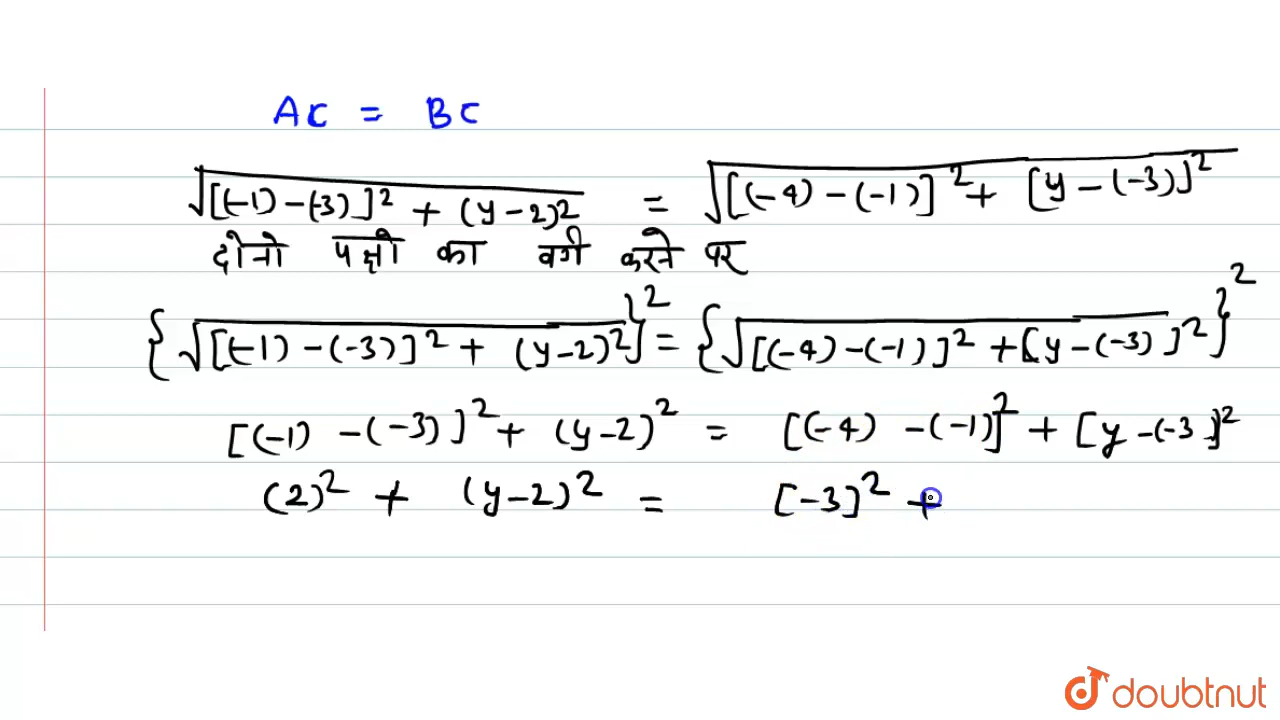 AC = BC
√[(-1) - (-3)]² + (y-2)² = √[(-4) - (-1)]² + [y - (-3)]²
दोनो पक्षो का वर्ग करने पर
{√[(-1) - (-3)]² + (y-2)²}² = {√[(-4) - (-1)]² + [y - (-3)]²}²
[(-1) - (-3)]² + (y-2)² = [(-4) - (-1)]² + [y - (-3)]²
(2)² + (y-2)² = [-3]² +
doubtnut